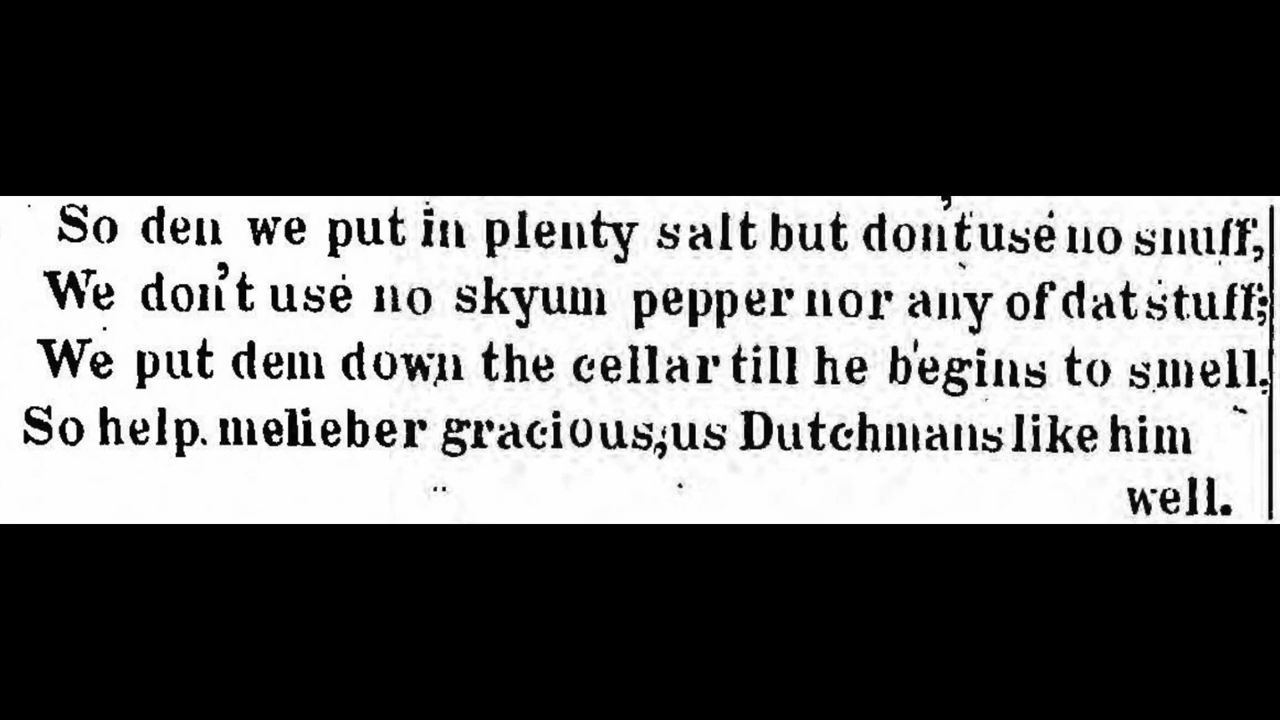 So den we put in plenty salt but don't use no snuff,
We don't use no skyum pepper nor any of dat stuff;
We put dem down the cellar till he begins to smell,
So help me lieber gracious, us Dutchmans like him
well.